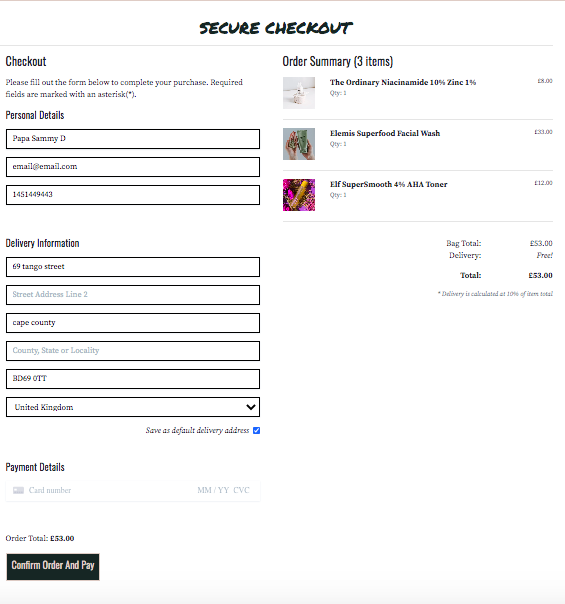 SECURE CHECKOUT
Checkout
Please fill out the form below to complete your purchase. Required
fields are marked with an asterisk(*).
Personal Details
Papa Sammy D
email@email.com
1451449443
Delivery Information
69 tango street
Street Address Line 2
cape county
County, State or Locality
BD69 0TT
United Kingdom
Save as default delivery address
Payment Details
Card number MM / YY CVC
Order Total: £53.00
Confirm Order And Pay
Order Summary (3 items)
The Ordinary Niacinamide 10% Zinc 1% £8.00
Qty: 1
Elemis Superfood Facial Wash £33.00
Qty: 1
Elf SuperSmooth 4% AHA Toner £12.00
Qty: 1
Bag Total: £53.00
Delivery: Free!
Total: £53.00
* Delivery is calculated at 10% of item total